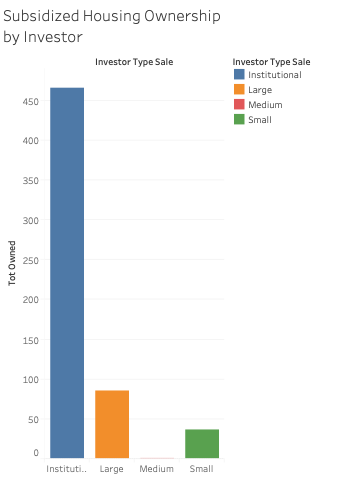 Subsidized Housing Ownership
by Investor
Investor Type Sale
Investor Type Sale
Institutional
Large
Medium
Small
Tot Owned
450
400
350
300
250
200
150
100
50
0
Instituti..
Large
Medium
Small